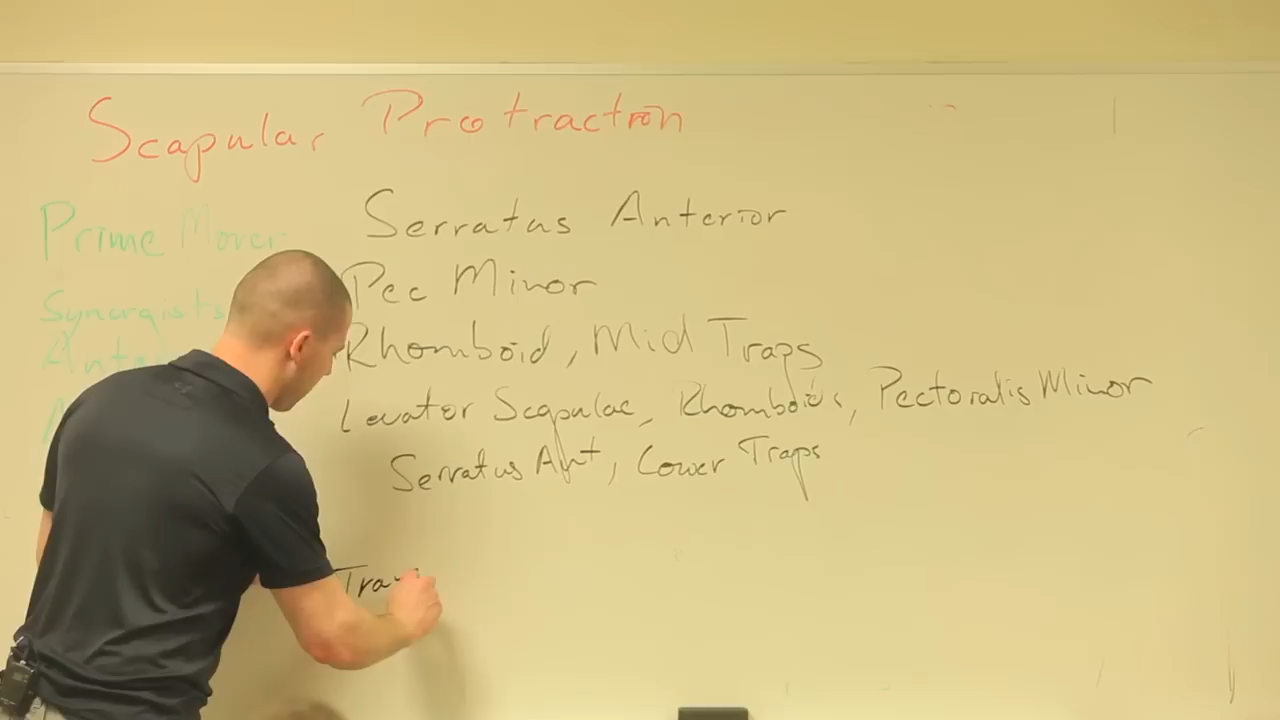 Scapular Protraction
Prime Mover Serratus Anterior
Synergists Pec Minor
Rhomboid, Mid Traps
Levator Scapulae, Rhomboids, Pectoralis Minor
Serratus Ant, Lower Traps